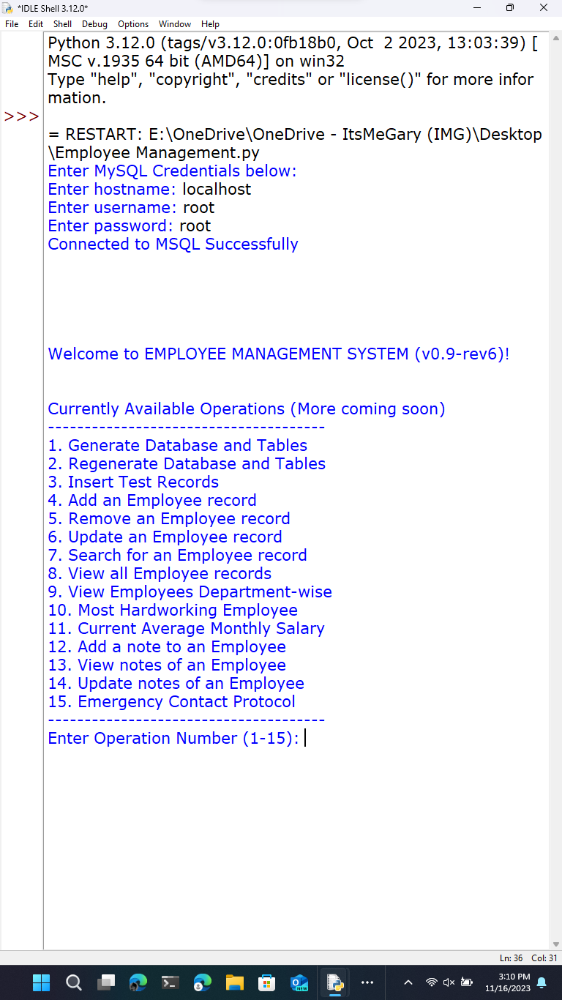 *IDLE Shell 3.12.0*
File Edit Shell Debug Options Window Help
Python 3.12.0 (tags/v3.12.0:0fb18b0, Oct  2 2023, 13:03:39) [
MSC v.1935 64 bit (AMD64)] on win32
Type "help", "copyright", "credits" or "license()" for more infor
mation.
>>>
= RESTART: E:\OneDrive\OneDrive - ItsMeGary (IMG)\Desktop
\Employee Management.py
Enter MySQL Credentials below:
Enter hostname: localhost
Enter username: root
Enter password: root
Connected to MSQL Successfully
Welcome to EMPLOYEE MANAGEMENT SYSTEM (v0.9-rev6)!
Currently Available Operations (More coming soon)
--------------------------------------
1. Generate Database and Tables
2. Regenerate Database and Tables
3. Insert Test Records
4. Add an Employee record
5. Remove an Employee record
6. Update an Employee record
7. Search for an Employee record
8. View all Employee records
9. View Employees Department-wise
10. Most Hardworking Employee
11. Current Average Monthly Salary
12. Add a note to an Employee
13. View notes of an Employee
14. Update notes of an Employee
15. Emergency Contact Protocol
--------------------------------------
Enter Operation Number (1-15):
Ln: 36 Col: 31
NEW
3:10 PM
11/16/2023